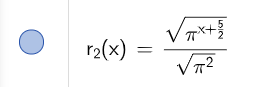 r₂(x) = √(π^(x+5/2)) / √(π²)